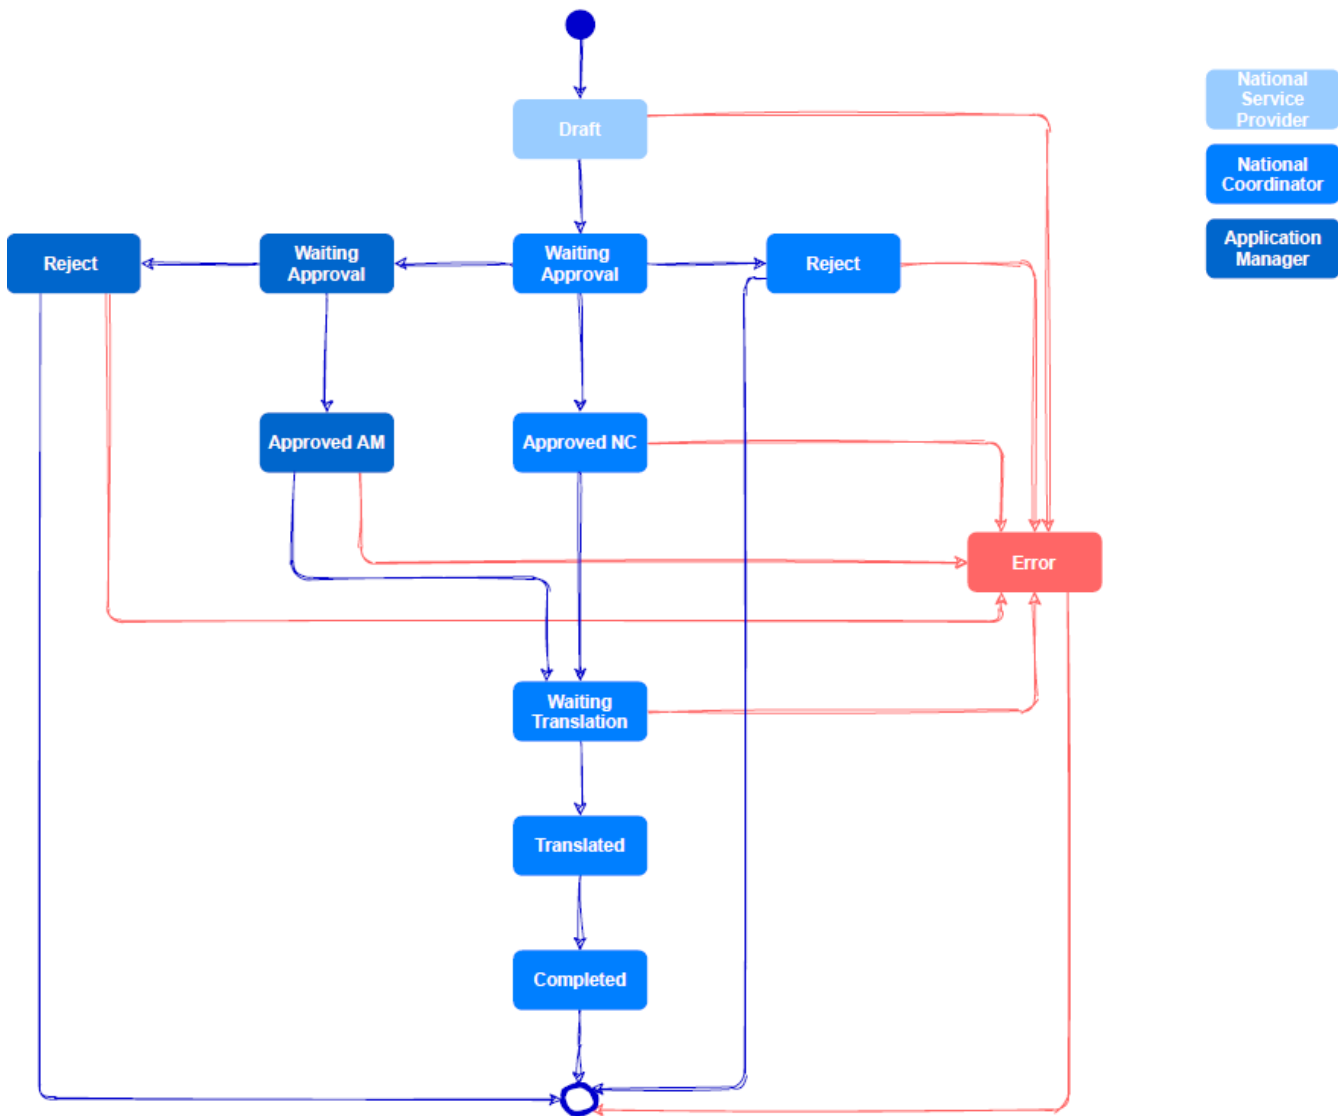 National
Service
Provider
Draft
National
Coordinator
Reject
Waiting
Approval
Waiting
Approval
Reject
Application
Manager
Approved AM
Approved NC
Error
Waiting
Translation
Translated
Completed